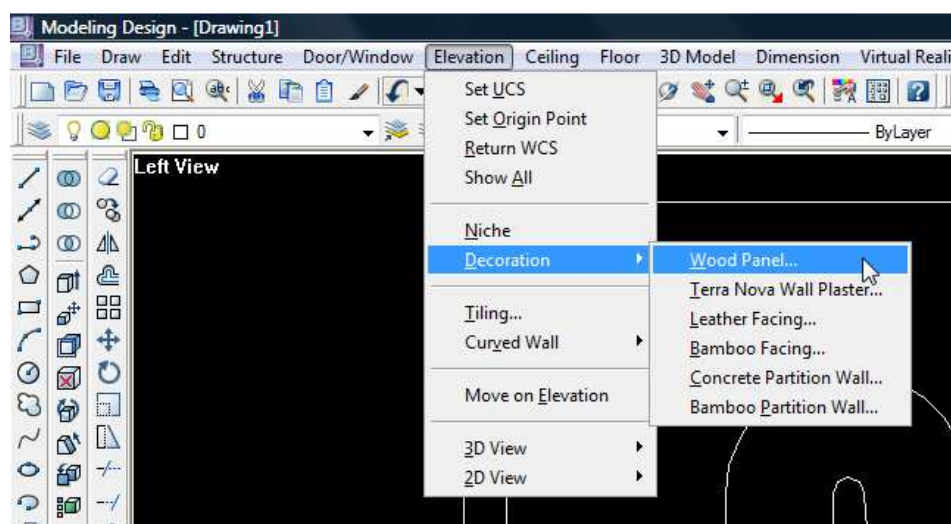 Modeling Design - [Drawing1]
File Draw Edit Structure Door/Window Elevation Ceiling Floor 3D Model Dimension Virtual Reali
abc
0
ByLayer
Left View
Set UCS
Set Origin Point
Return WCS
Show All
Niche
Decoration
Tiling...
Curved Wall
Move on Elevation
3D View
2D View
Wood Panel...
Terra Nova Wall Plaster...
Leather Facing...
Bamboo Facing...
Concrete Partition Wall...
Bamboo Partition Wall...